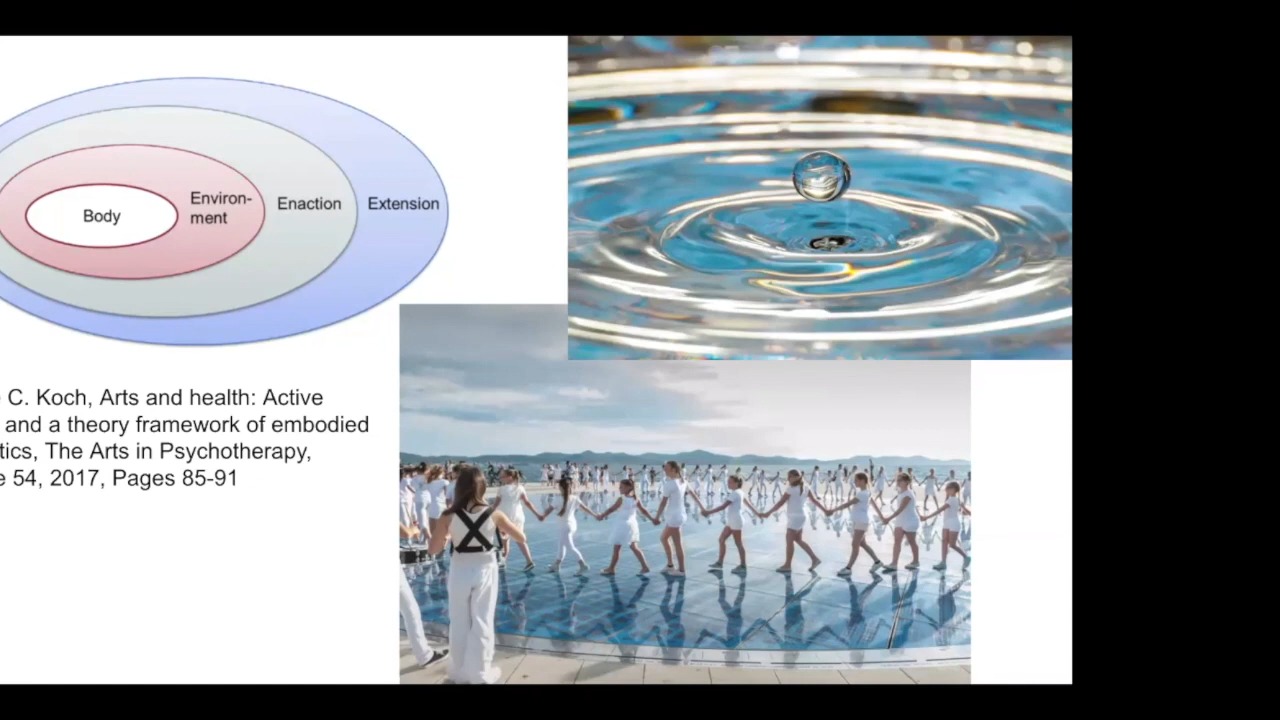 Body
Environ-
ment
Enaction
Extension
C. Koch, Arts and health: Active
and a theory framework of embodied
tics, The Arts in Psychotherapy,
e 54, 2017, Pages 85-91